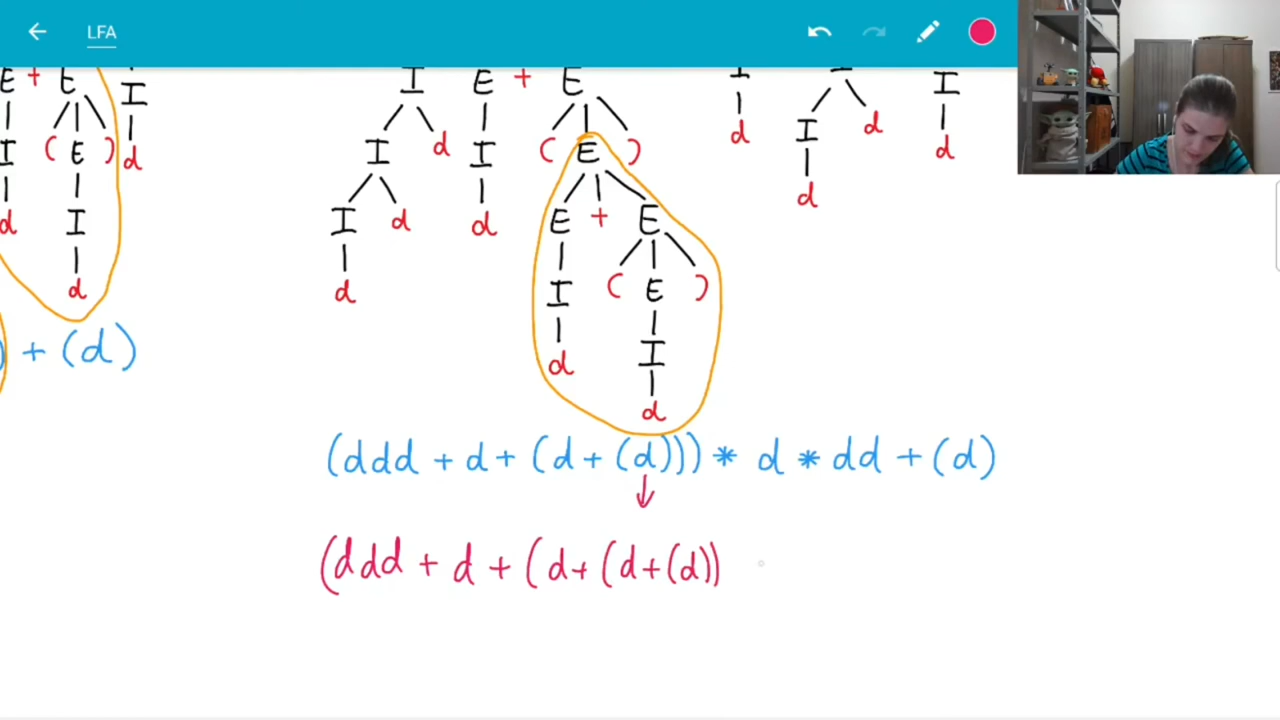 LFA
E + E I I E + E I I d
I ( E ) d I d I ( E ) d I d d
d I I d d E + E d
d d I ( E )
+ (d) d I
d
(ddd + d + (d + (d))) * d * dd + (d)
↓
(ddd + d + (d+ (d+(d))